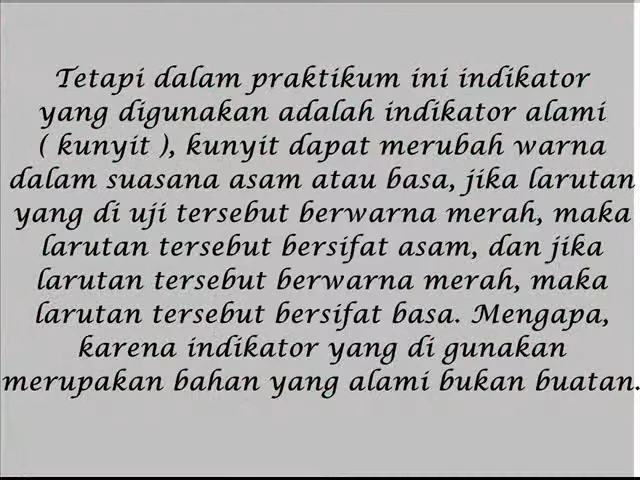 Tetapi dalam praktikum ini indikator
yang digunakan adalah indikator alami
( kunyit ), kunyit dapat merubah warna
dalam suasana asam atau basa, jika larutan
yang di uji tersebut berwarna merah, maka
larutan tersebut bersifat asam, dan jika
larutan tersebut berwarna merah, maka
larutan tersebut bersifat basa. Mengapa,
karena indikator yang di gunakan
merupakan bahan yang alami bukan buatan.